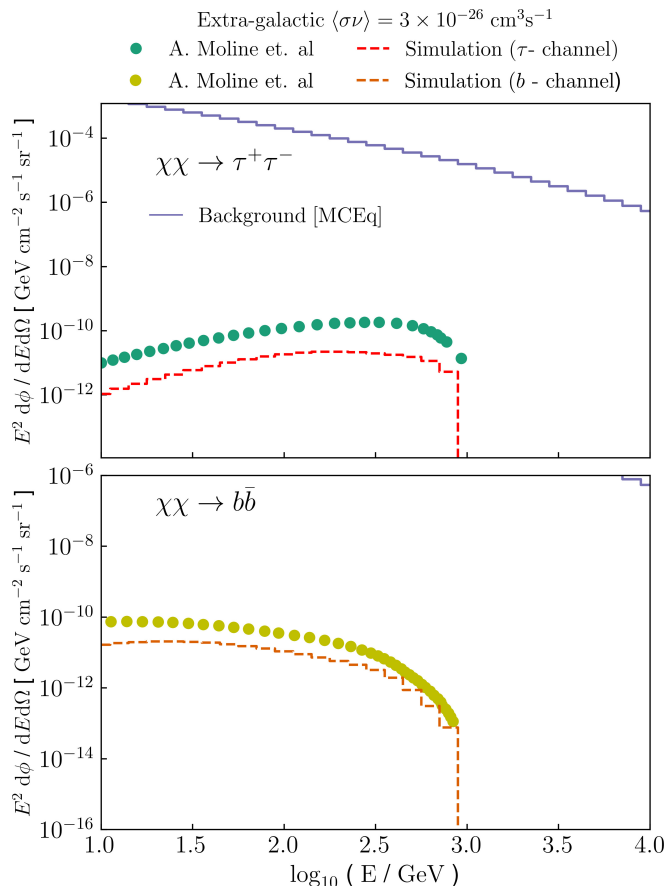 Extra-galactic ⟨σν⟩ = 3 × 10⁻²⁶ cm³s⁻¹
A. Moline et. al
Simulation (τ- channel)
A. Moline et. al
Simulation (b - channel)
10⁻⁴
χχ → τ⁺τ⁻
10⁻⁶
Background [MCEq]
10⁻⁸
10⁻¹⁰
10⁻¹²
E² dϕ / dEdΩ [ GeV cm⁻² s⁻¹ sr⁻¹ ]
10⁻⁶
χχ → bb̄
10⁻⁸
10⁻¹⁰
10⁻¹²
10⁻¹⁴
10⁻¹⁶
E² dϕ / dEdΩ [ GeV cm⁻² s⁻¹ sr⁻¹ ]
1.0 1.5 2.0 2.5 3.0 3.5 4.0
log₁₀ ( E / GeV )